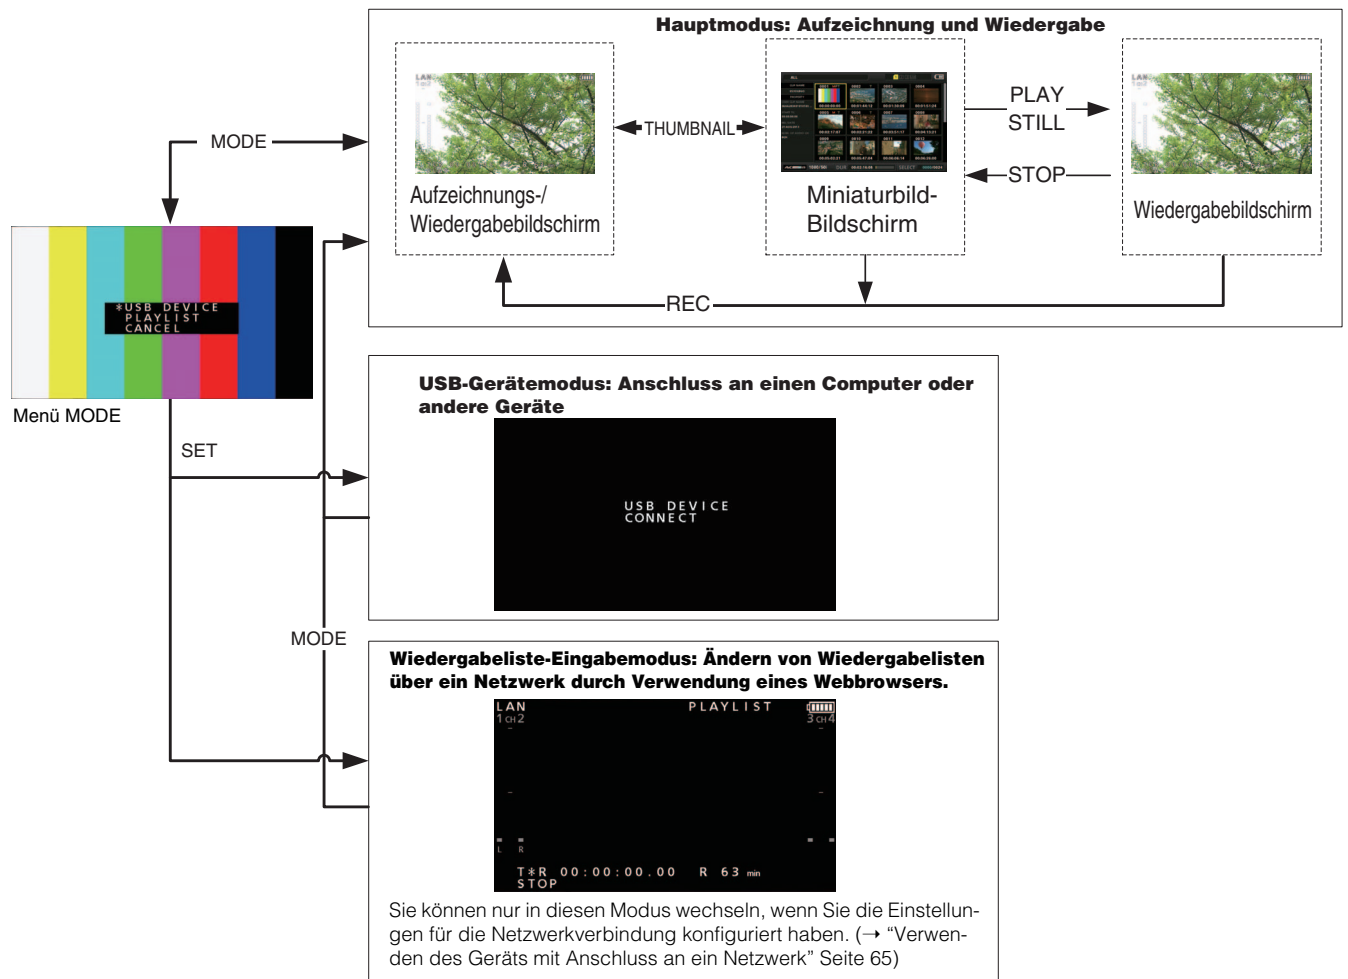 Hauptmodus: Aufzeichnung und Wiedergabe
LAN
MODE
THUMBNAIL
PLAY
STILL
STOP
Aufzeichnungs-/
Wiedergabebildschirm
Miniaturbild-
Bildschirm
Wiedergabebildschirm
REC
*USB DEVICE
PLAYLIST
CANCEL
Menü MODE
SET
USB-Gerätemodus: Anschluss an einen Computer oder
andere Geräte
USB DEVICE
CONNECT
MODE
Wiedergabeliste-Eingabemodus: Ändern von Wiedergabelisten
über ein Netzwerk durch Verwendung eines Webbrowsers.
LAN PLAYLIST
1 CH 2 3 CH 4
L R
T*R 00:00:00.00 R 63 min
STOP
Sie können nur in diesen Modus wechseln, wenn Sie die Einstellun-
gen für die Netzwerkverbindung konfiguriert haben. (→ “Verwen-
den des Geräts mit Anschluss an ein Netzwerk” Seite 65)